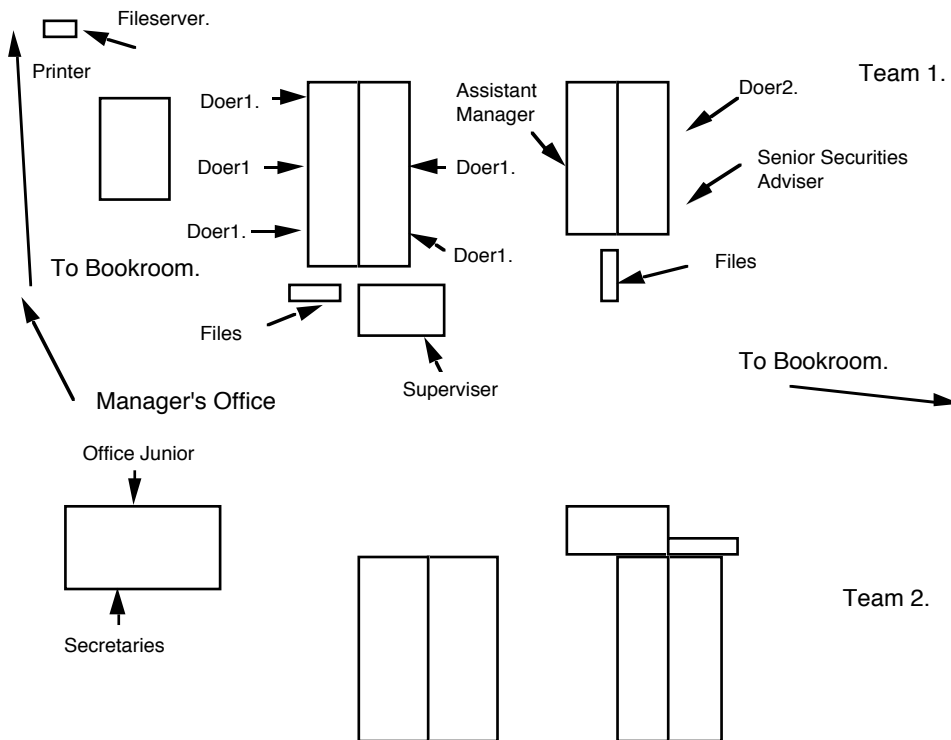 Fileserver.
Printer
Team 1.
Doer1.
Assistant
Manager
Doer2.
Doer1
Doer1.
Senior Securities
Adviser
Doer1.
Doer1.
To Bookroom.
Files
Files
To Bookroom.
Superviser
Manager's Office
Office Junior
Team 2.
Secretaries